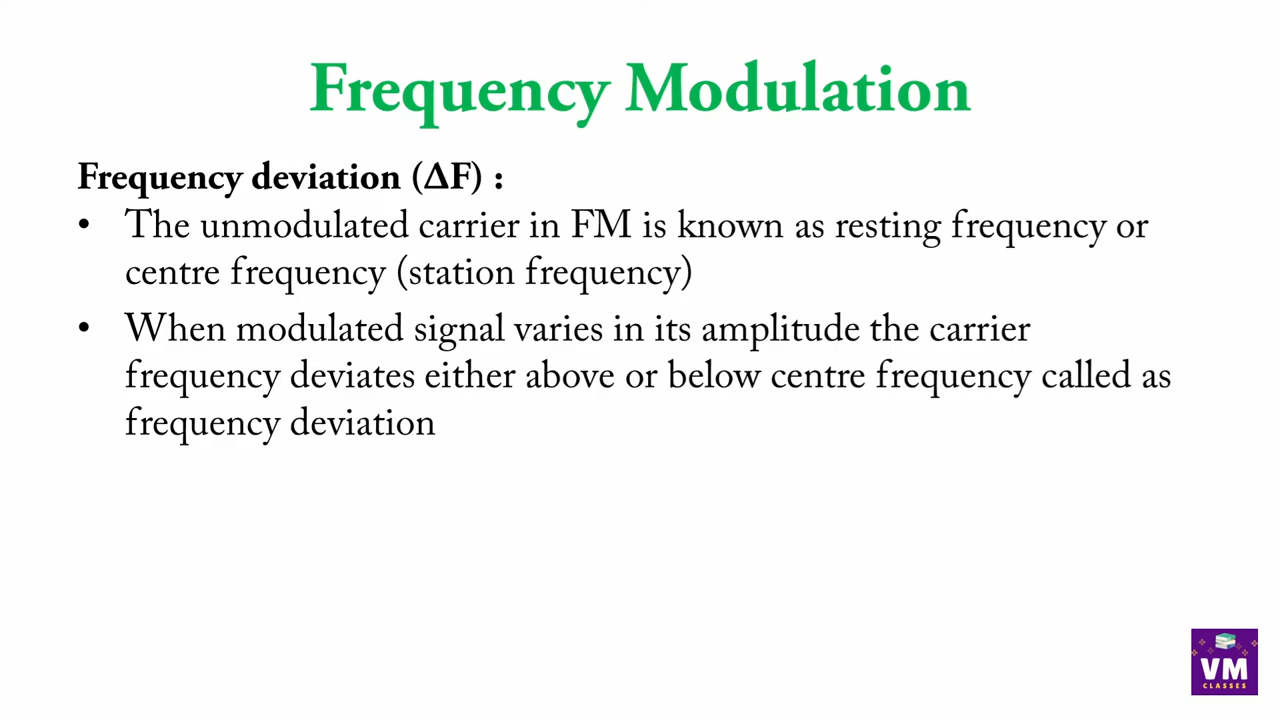 Frequency Modulation
Frequency deviation (ΔF) :
• The unmodulated carrier in FM is known as resting frequency or
centre frequency (station frequency)
• When modulated signal varies in its amplitude the carrier
frequency deviates either above or below centre frequency called as
frequency deviation
VM
CLASSES